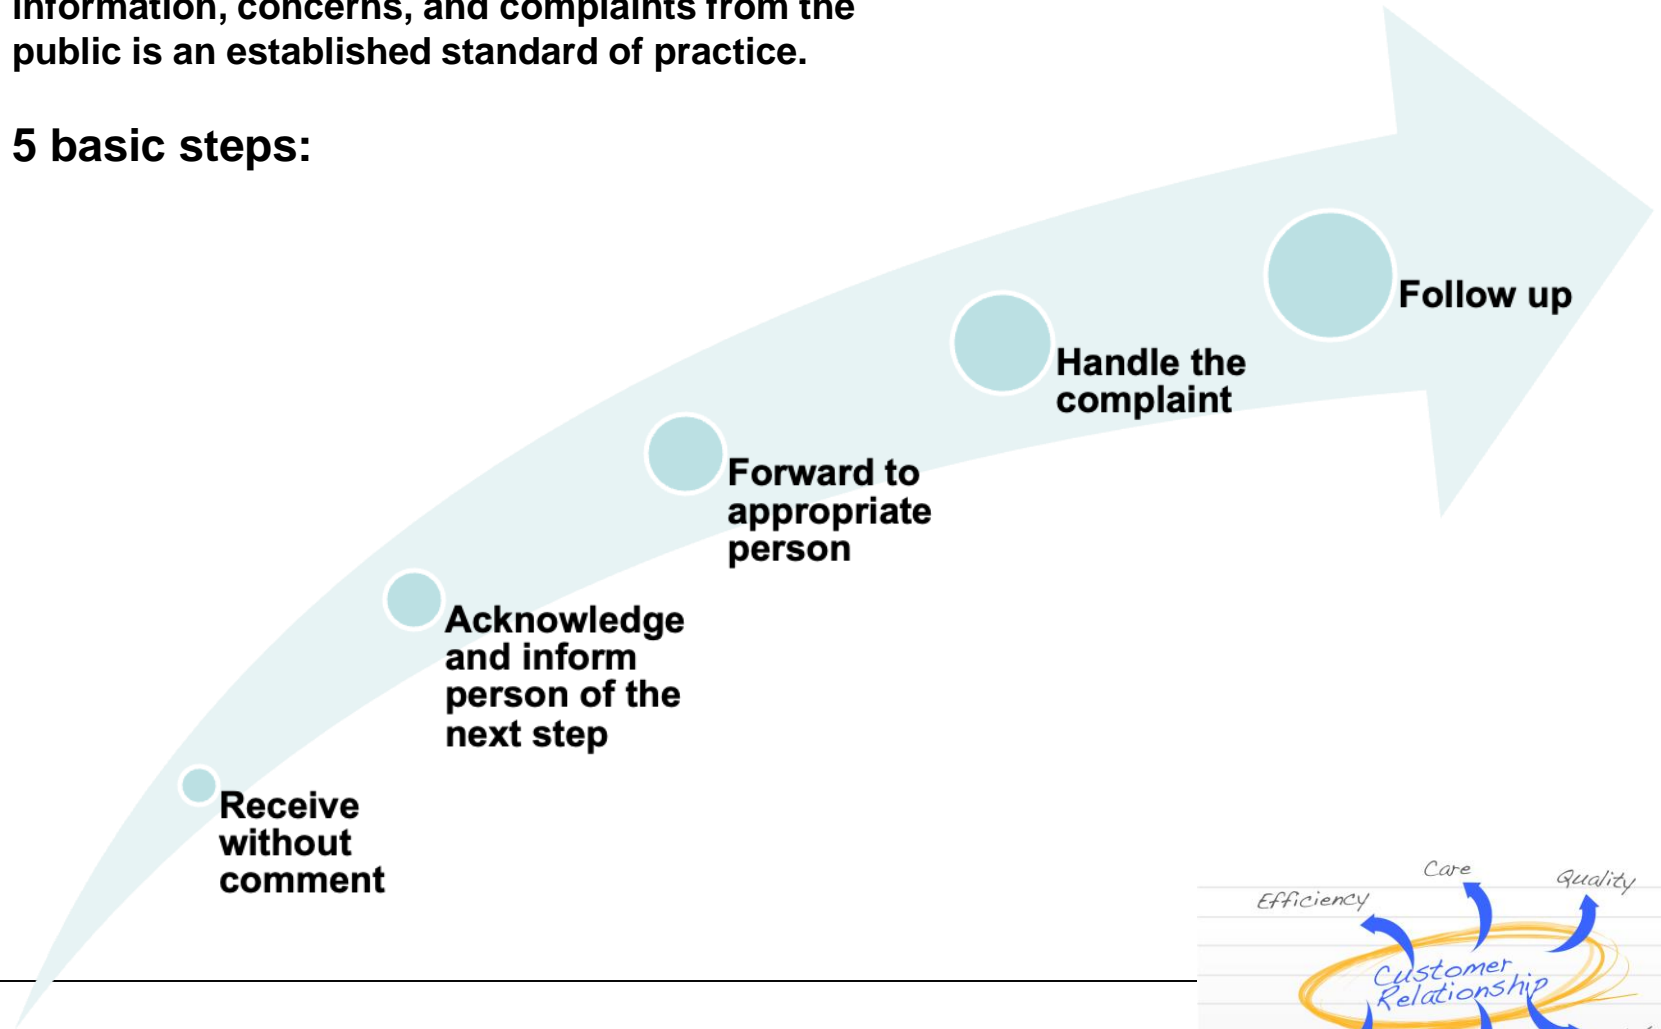 information, concerns, and complaints from the
public is an established standard of practice.
5 basic steps:
Receive
without
comment
Acknowledge
and inform
person of the
next step
Forward to
appropriate
person
Handle the
complaint
Follow up
Efficiency
Care
Quality
Customer
Relationship